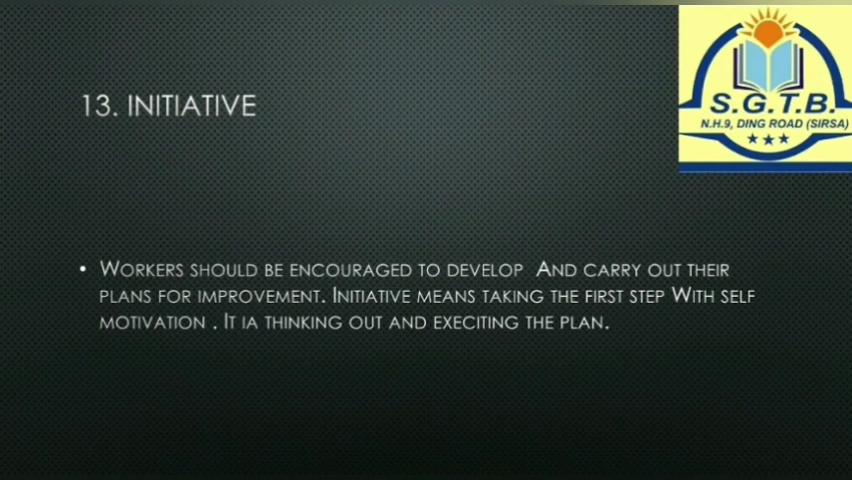 13. INITIATIVE
S.G.T.B.
N.H.9, DING ROAD (SIRSA)
• WORKERS SHOULD BE ENCOURAGED TO DEVELOP AND CARRY OUT THEIR
PLANS FOR IMPROVEMENT. INITIATIVE MEANS TAKING THE FIRST STEP WITH SELF
MOTIVATION . IT IA THINKING OUT AND EXECITING THE PLAN.